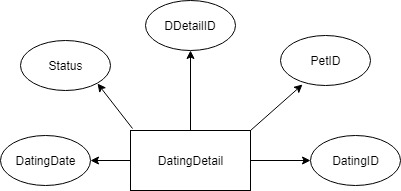 DDetailID
Status
PetID
DatingDate
DatingDetail
DatingID